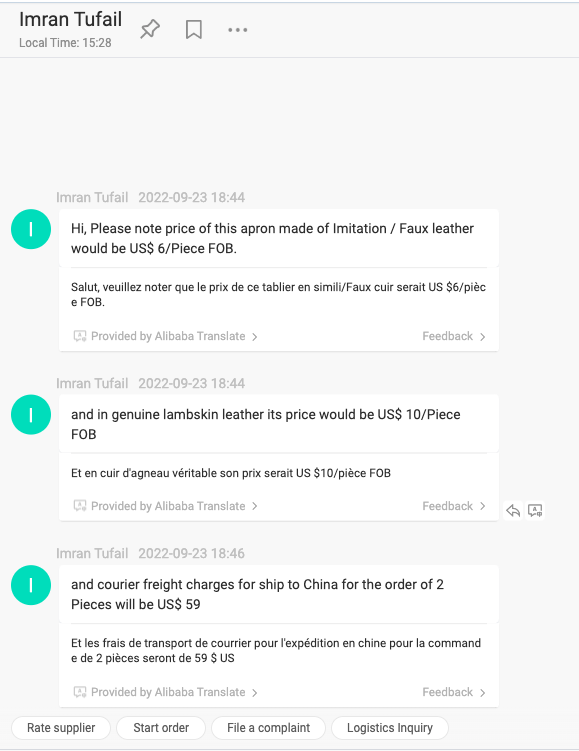 Imran Tufail
Local Time: 15:28
Imran Tufail 2022-09-23 18:44
I
Hi, Please note price of this apron made of Imitation / Faux leather
would be US$ 6/Piece FOB.
Salut, veuillez noter que le prix de ce tablier en simili/Faux cuir serait US $6/pièc
e FOB.
Provided by Alibaba Translate >
Feedback >
Imran Tufail 2022-09-23 18:44
I
and in genuine lambskin leather its price would be US$ 10/Piece
FOB
Et en cuir d'agneau véritable son prix serait US $10/pièce FOB
Provided by Alibaba Translate >
Feedback >
Imran Tufail 2022-09-23 18:46
I
and courier freight charges for ship to China for the order of 2
Pieces will be US$ 59
Et les frais de transport de courrier pour l'expédition en chine pour la command
e de 2 pièces seront de 59 $ US
Provided by Alibaba Translate >
Feedback >
Rate supplier
Start order
File a complaint
Logistics Inquiry